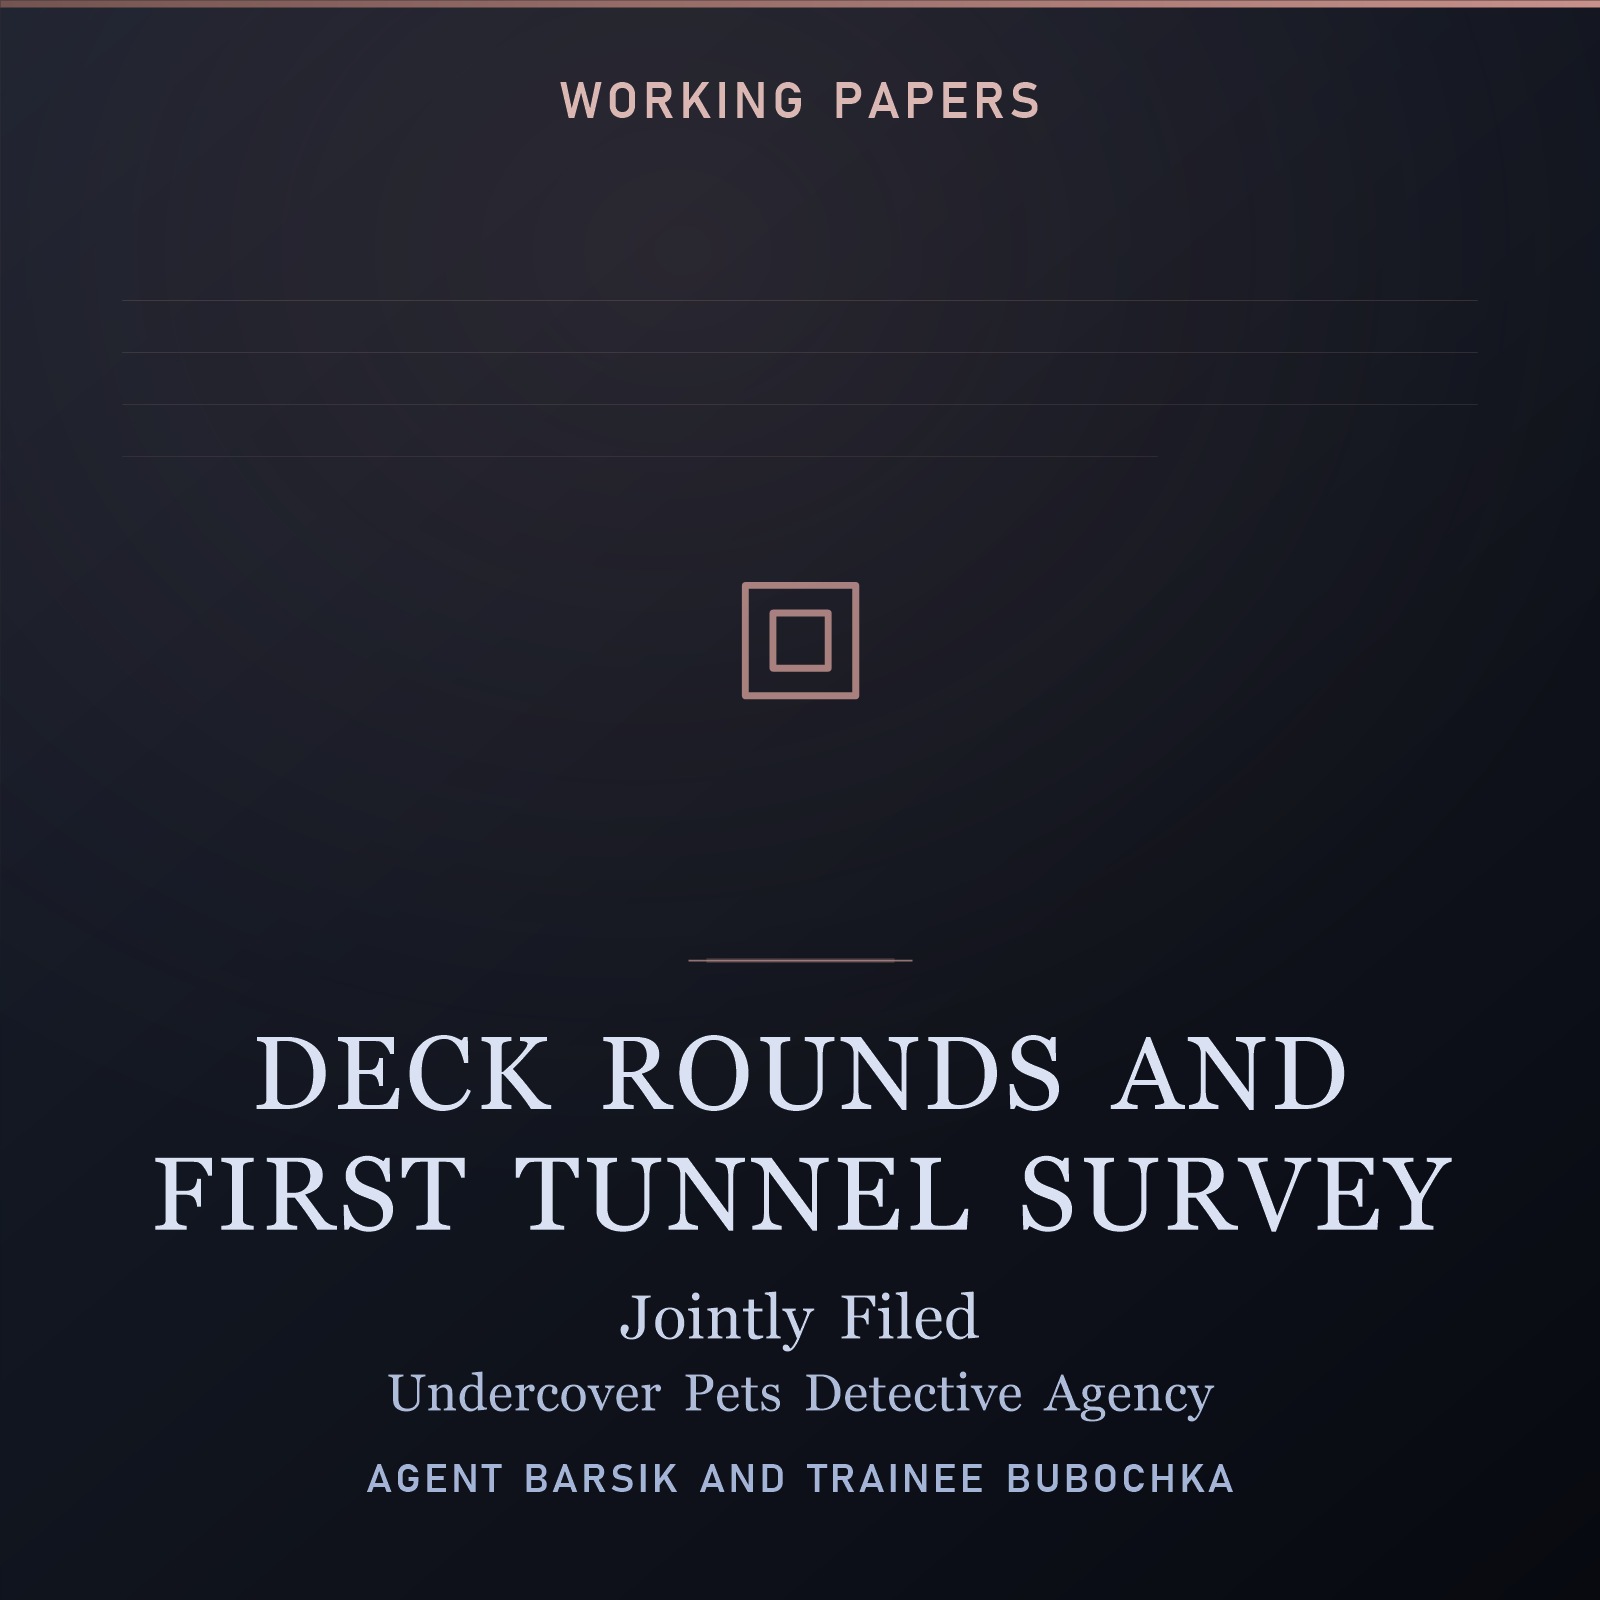 WORKING PAPERS
DECK ROUNDS AND
FIRST TUNNEL SURVEY
Jointly Filed
Undercover Pets Detective Agency
AGENT BARSIK AND TRAINEE BUBOCHKA